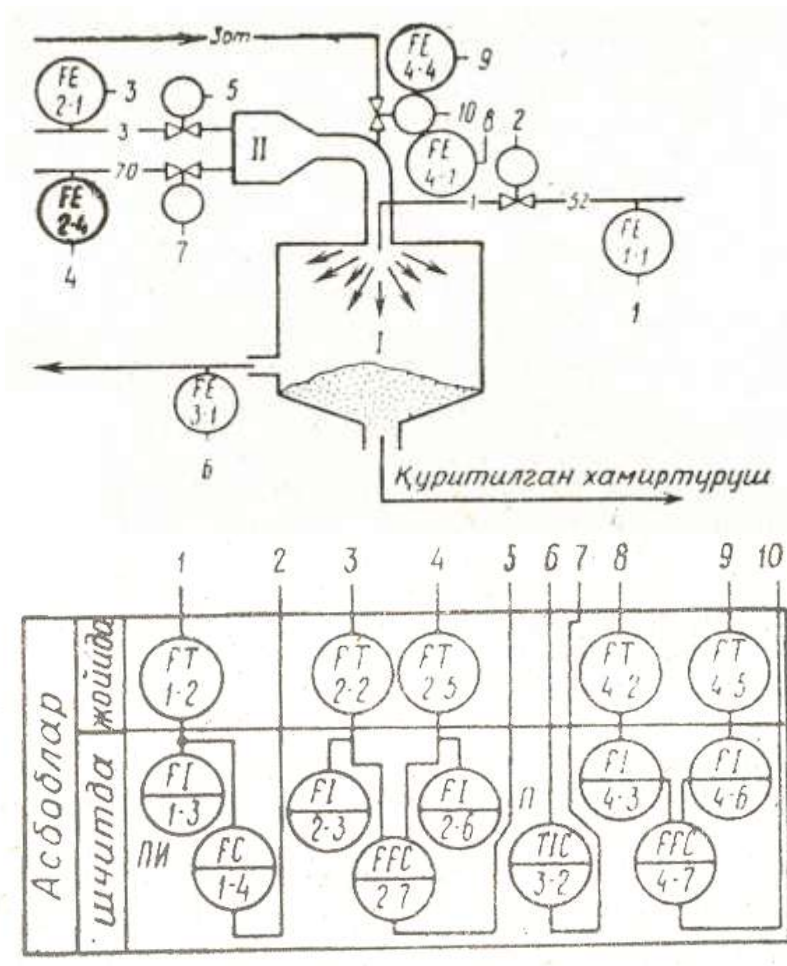 Зот
FE
4-4
9
FE
2-1
3
5
3
10
II
FE
4-1
8
2
70
1
52
FE
2-4
7
FE
1-1
4
1
I
FE
3-1
6
Қуритилган хамиртуруш
1 2 3 4 5 6 7 8 9 10
Асбоблар
жойида
FT
1-2
FT
2-2
FT
2-5
FT
4-2
FT
4-5
шчитда
FI
1-3
FI
2-3
FI
2-6
П
FI
4-3
FI
4-6
ПИ
FC
1-4
FFC
2 7
TIC
3-2
FFC
4-7